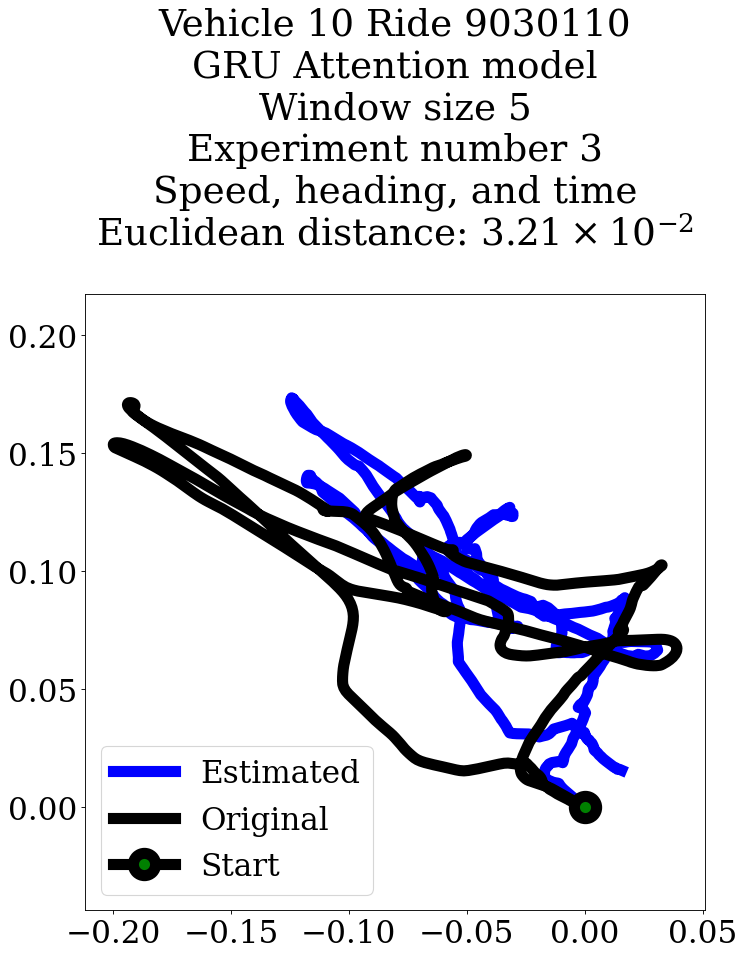 Vehicle 10 Ride 9030110
GRU Attention model
Window size 5
Experiment number 3
Speed, heading, and time
Euclidean distance: 3.21 × 10⁻²
0.20
0.15
0.10
0.05
0.00
Estimated
Original
Start
−0.20 −0.15 −0.10 −0.05 0.00 0.05